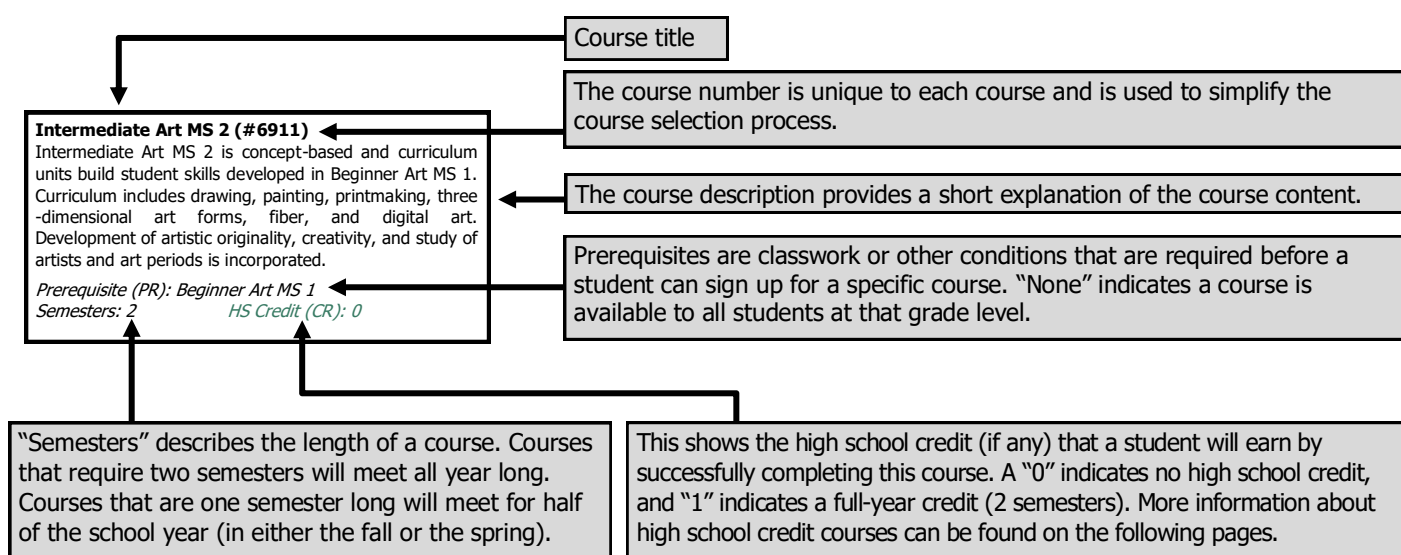 Course title
The course number is unique to each course and is used to simplify the
course selection process.
Intermediate Art MS 2 (#6911)
Intermediate Art MS 2 is concept-based and curriculum
units build student skills developed in Beginner Art MS 1.
Curriculum includes drawing, painting, printmaking, three
-dimensional art forms, fiber, and digital art.
Development of artistic originality, creativity, and study of
artists and art periods is incorporated.
Prerequisite (PR): Beginner Art MS 1
Semesters: 2 HS Credit (CR): 0
The course description provides a short explanation of the course content.
Prerequisites are classwork or other conditions that are required before a
student can sign up for a specific course. “None” indicates a course is
available to all students at that grade level.
“Semesters” describes the length of a course. Courses
that require two semesters will meet all year long.
Courses that are one semester long will meet for half
of the school year (in either the fall or the spring).
This shows the high school credit (if any) that a student will earn by
successfully completing this course. A “0” indicates no high school credit,
and “1” indicates a full-year credit (2 semesters). More information about
high school credit courses can be found on the following pages.